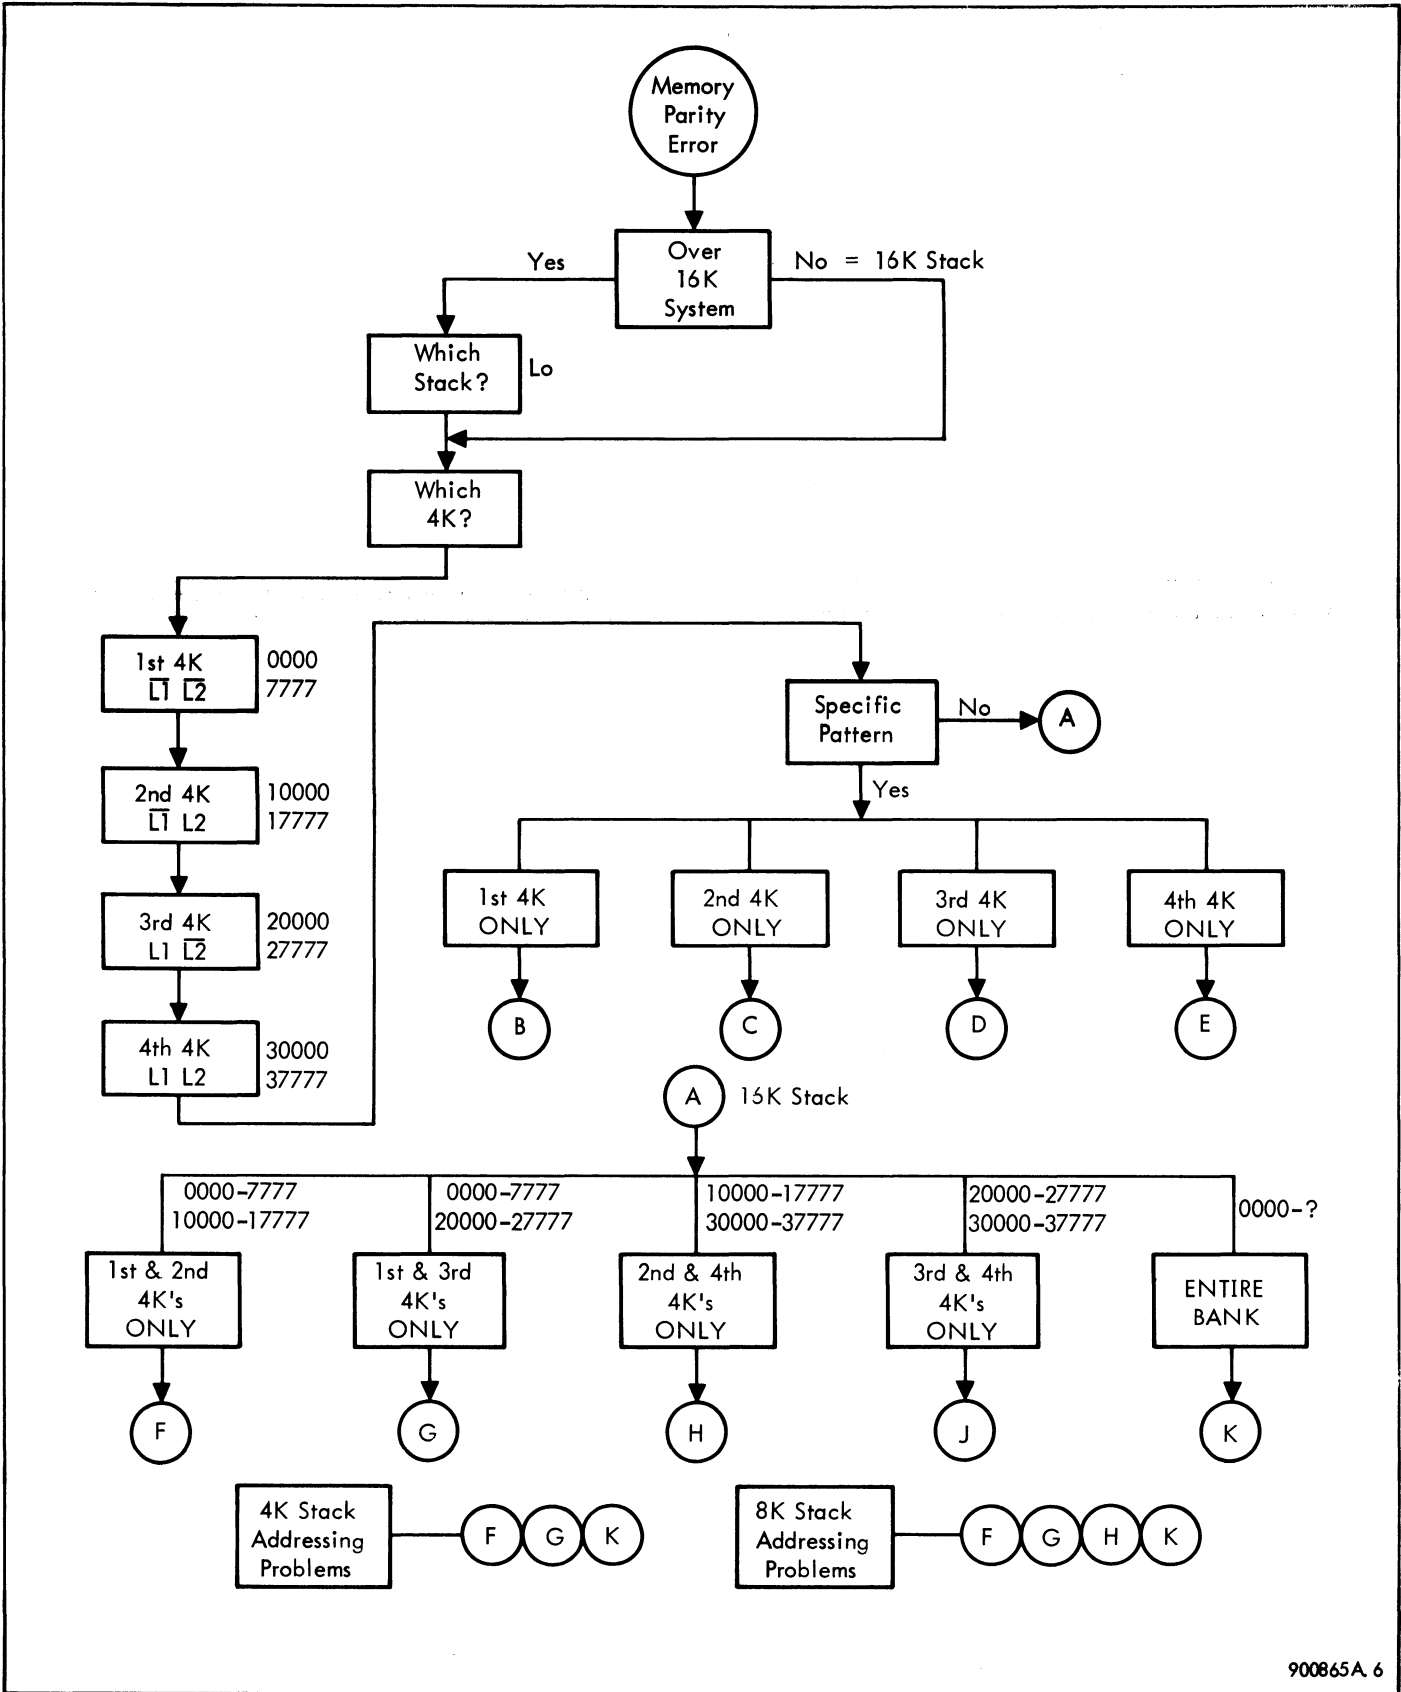 Memory
Parity
Error
Over
16K
System
Yes
No = 16K Stack
Which
Stack?
Lo
Which
4K?
1st 4K
L̅1̅ L̅2̅
0000
7777
2nd 4K
L̅1̅ L2
10000
17777
3rd 4K
L1 L̅2̅
20000
27777
4th 4K
L1 L2
30000
37777
Specific
Pattern
No
A
Yes
1st 4K
ONLY
2nd 4K
ONLY
3rd 4K
ONLY
4th 4K
ONLY
B
C
D
E
A
16K Stack
0000-7777
10000-17777
0000-7777
20000-27777
10000-17777
30000-37777
20000-27777
30000-37777
0000-?
1st & 2nd
4K's
ONLY
1st & 3rd
4K's
ONLY
2nd & 4th
4K's
ONLY
3rd & 4th
4K's
ONLY
ENTIRE
BANK
F
G
H
J
K
4K Stack
Addressing
Problems
F G K
8K Stack
Addressing
Problems
F G H K
900865A.6